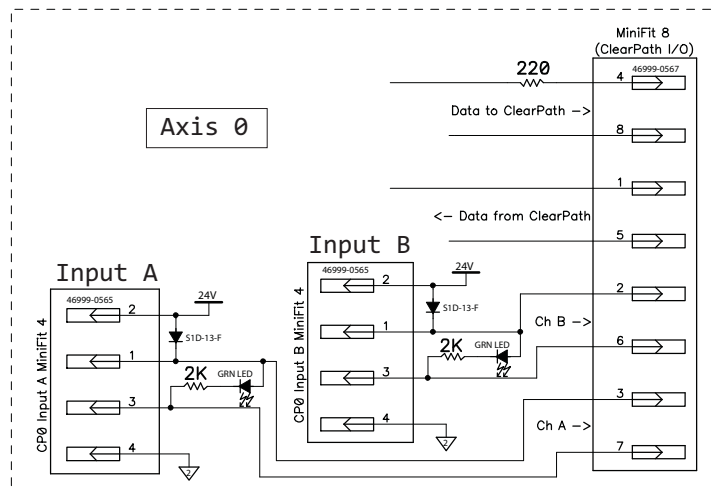 MiniFit 8
(ClearPath I/O)
46999-0567
220
4
Data to ClearPath ->
8
1
<- Data from ClearPath
5
2
Ch B ->
6
3
Ch A ->
7
Axis 0
Input A
46999-0565
2
24V
S1D-13-F
1
2K
GRN LED
3
4
2
CP0 Input A MiniFit 4
Input B
46999-0565
2
24V
S1D-13-F
1
2K
GRN LED
3
4
2
CP0 Input B MiniFit 4